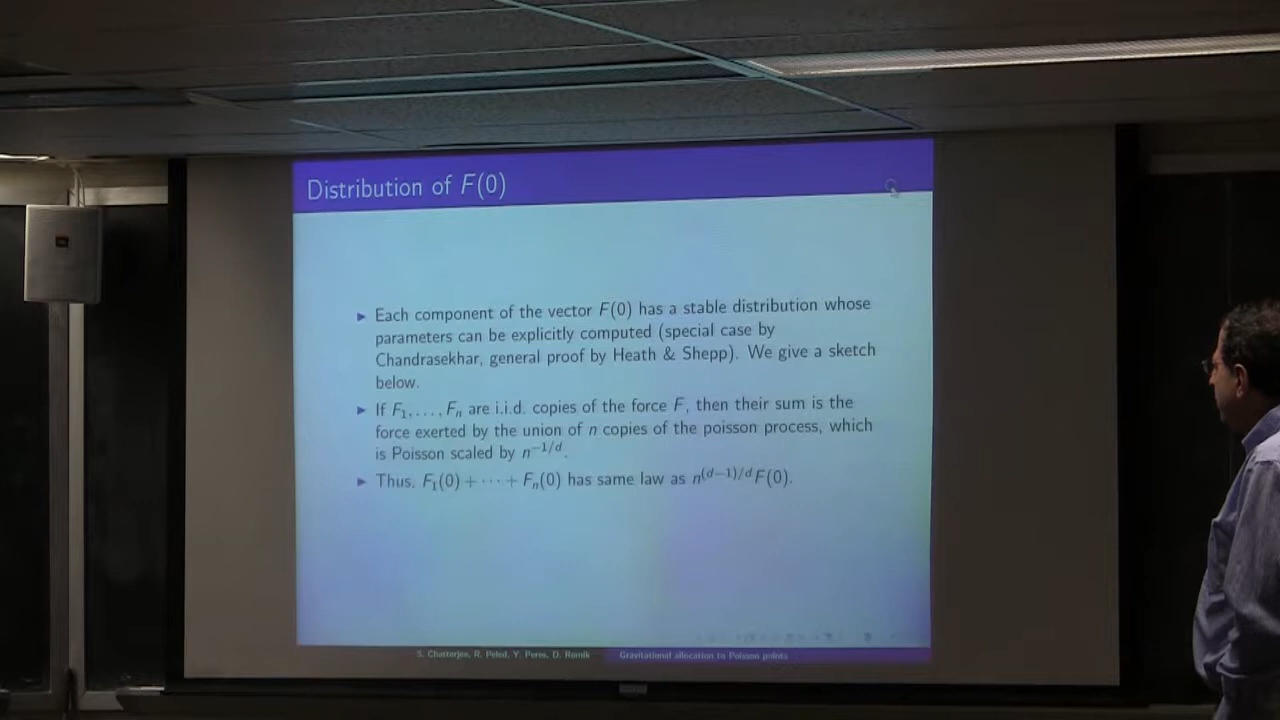 Distribution of F(0)
▶ Each component of the vector F(0) has a stable distribution whose
parameters can be explicitly computed (special case by
Chandrasekhar, general proof by Heath & Shepp). We give a sketch
below.
▶ If F₁, . . . , Fₙ are i.i.d. copies of the force F, then their sum is the
force exerted by the union of n copies of the poisson process, which
is Poisson scaled by n^{−1/d}.
▶ Thus, F₁(0) + · · · + Fₙ(0) has same law as n^{(d−1)/d}F(0).
S. Chatterjee, R. Peled, Y. Peres, D. Romik
Gravitational allocation to Poisson points